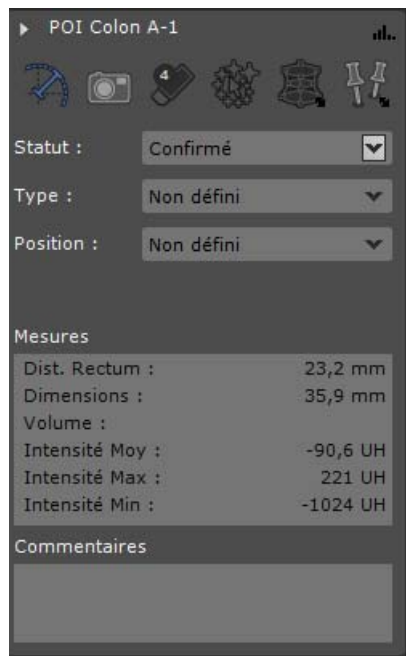 POI Colon A-1
4
Statut : Confirmé
Type : Non défini
Position : Non défini
Mesures
Dist. Rectum : 23,2 mm
Dimensions : 35,9 mm
Volume :
Intensité Moy : -90,6 UH
Intensité Max : 221 UH
Intensité Min : -1024 UH
Commentaires